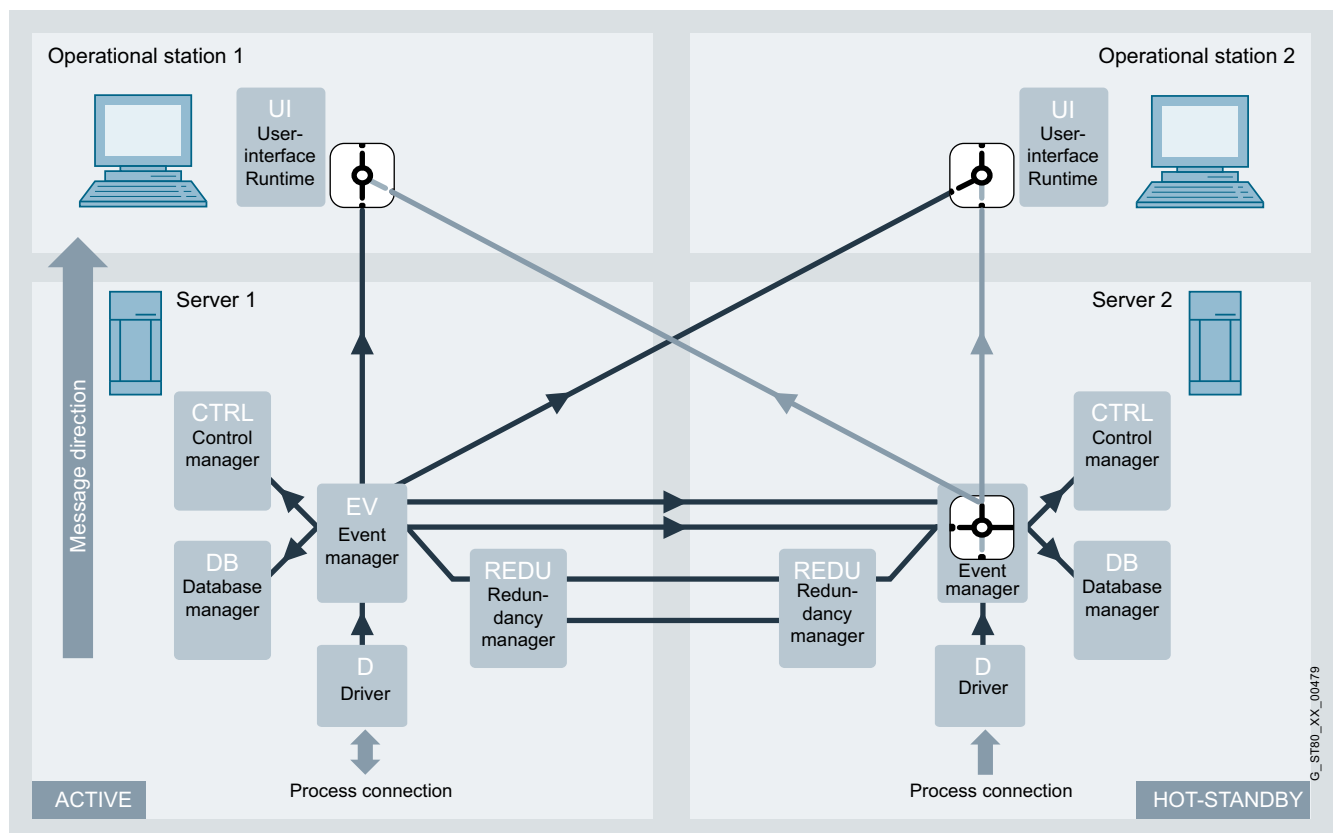 Operational station 1
Operational station 2
UI
User-
interface
Runtime
UI
User-
interface
Runtime
Server 1
Server 2
Message direction
CTRL
Control
manager
CTRL
Control
manager
EV
Event
manager
Event
manager
DB
Database
manager
REDU
Redun-
dancy
manager
REDU
Redun-
dancy
manager
DB
Database
manager
D
Driver
D
Driver
Process connection
Process connection
ACTIVE
HOT-STANDBY
G_ST80_XX_00479